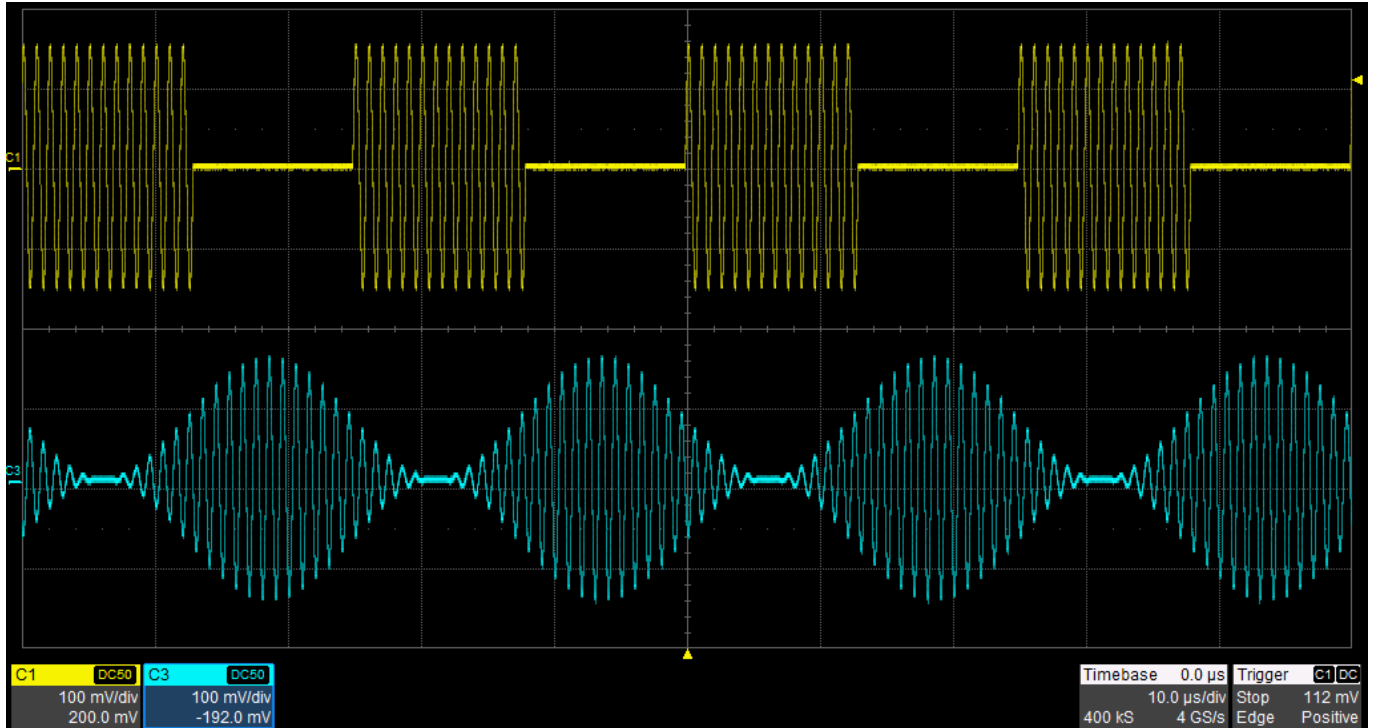 C1
C3
C1 DC50
100 mV/div
200.0 mV
C3 DC50
100 mV/div
-192.0 mV
Timebase 0.0 µs
10.0 µs/div
400 kS 4 GS/s
Trigger C1 DC
Stop 112 mV
Edge Positive